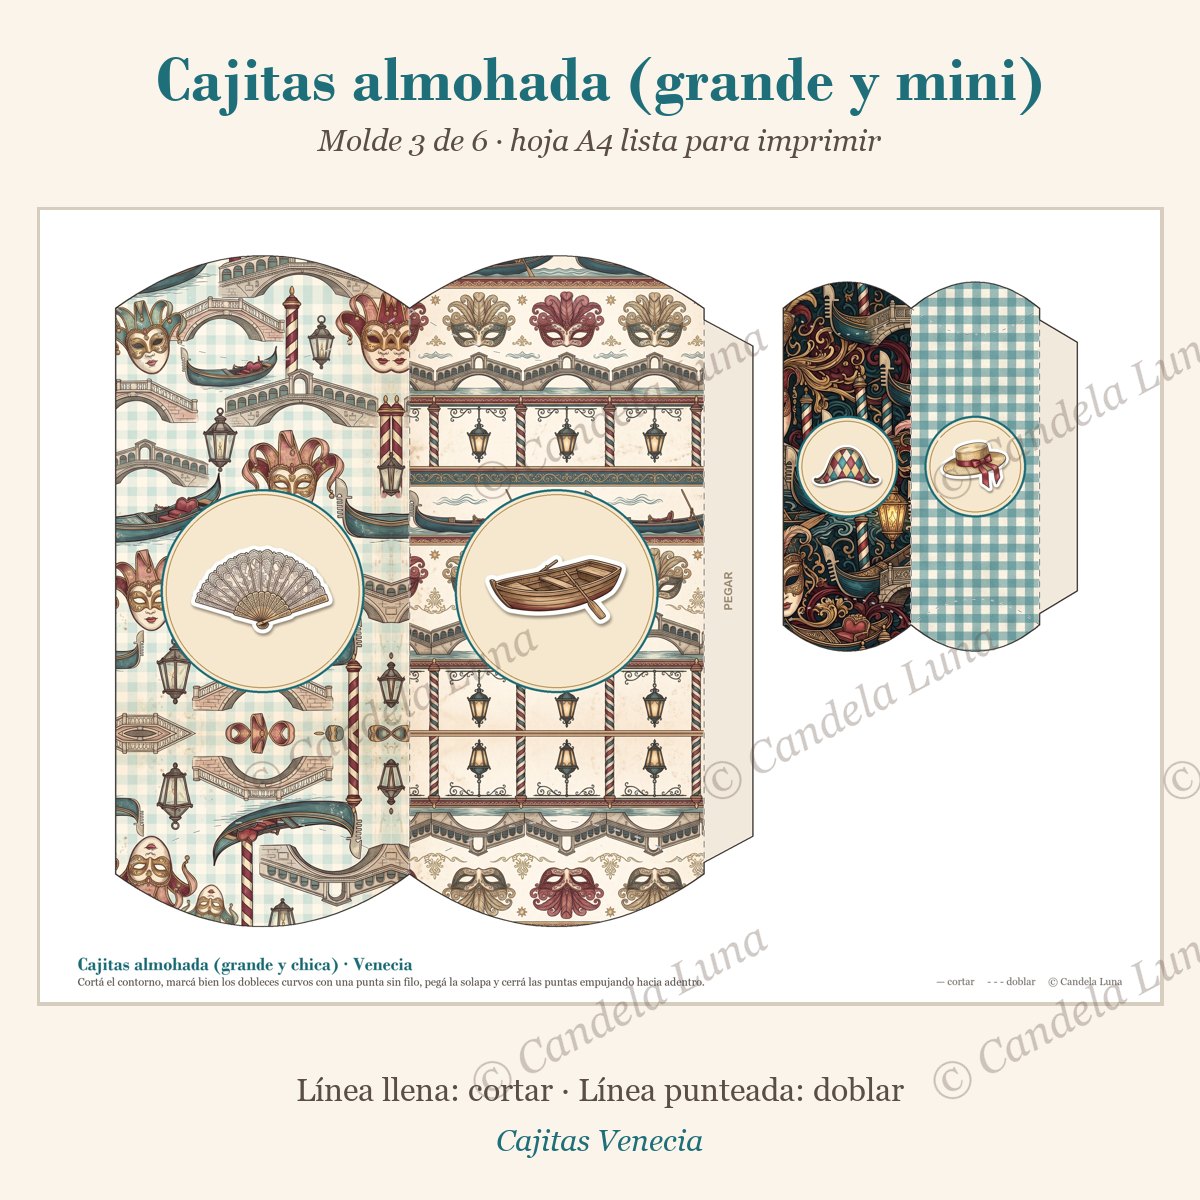 Cajitas almohada (grande y mini)
Molde 3 de 6 · hoja A4 lista para imprimir
© Candela Luna
© Candela Luna
PEGAR
© Candela Luna
© Candela Luna
©
Cajitas almohada (grande y chica) · Venecia
Cortá el contorno, marcá bien los dobleces curvos con una punta sin filo, pegá la solapa y cerrá las puntas empujando hacia adentro.
— cortar - - - doblar © Candela Luna
© Candela Luna
© Candela Luna
Línea llena: cortar · Línea punteada: doblar
Cajitas Venecia